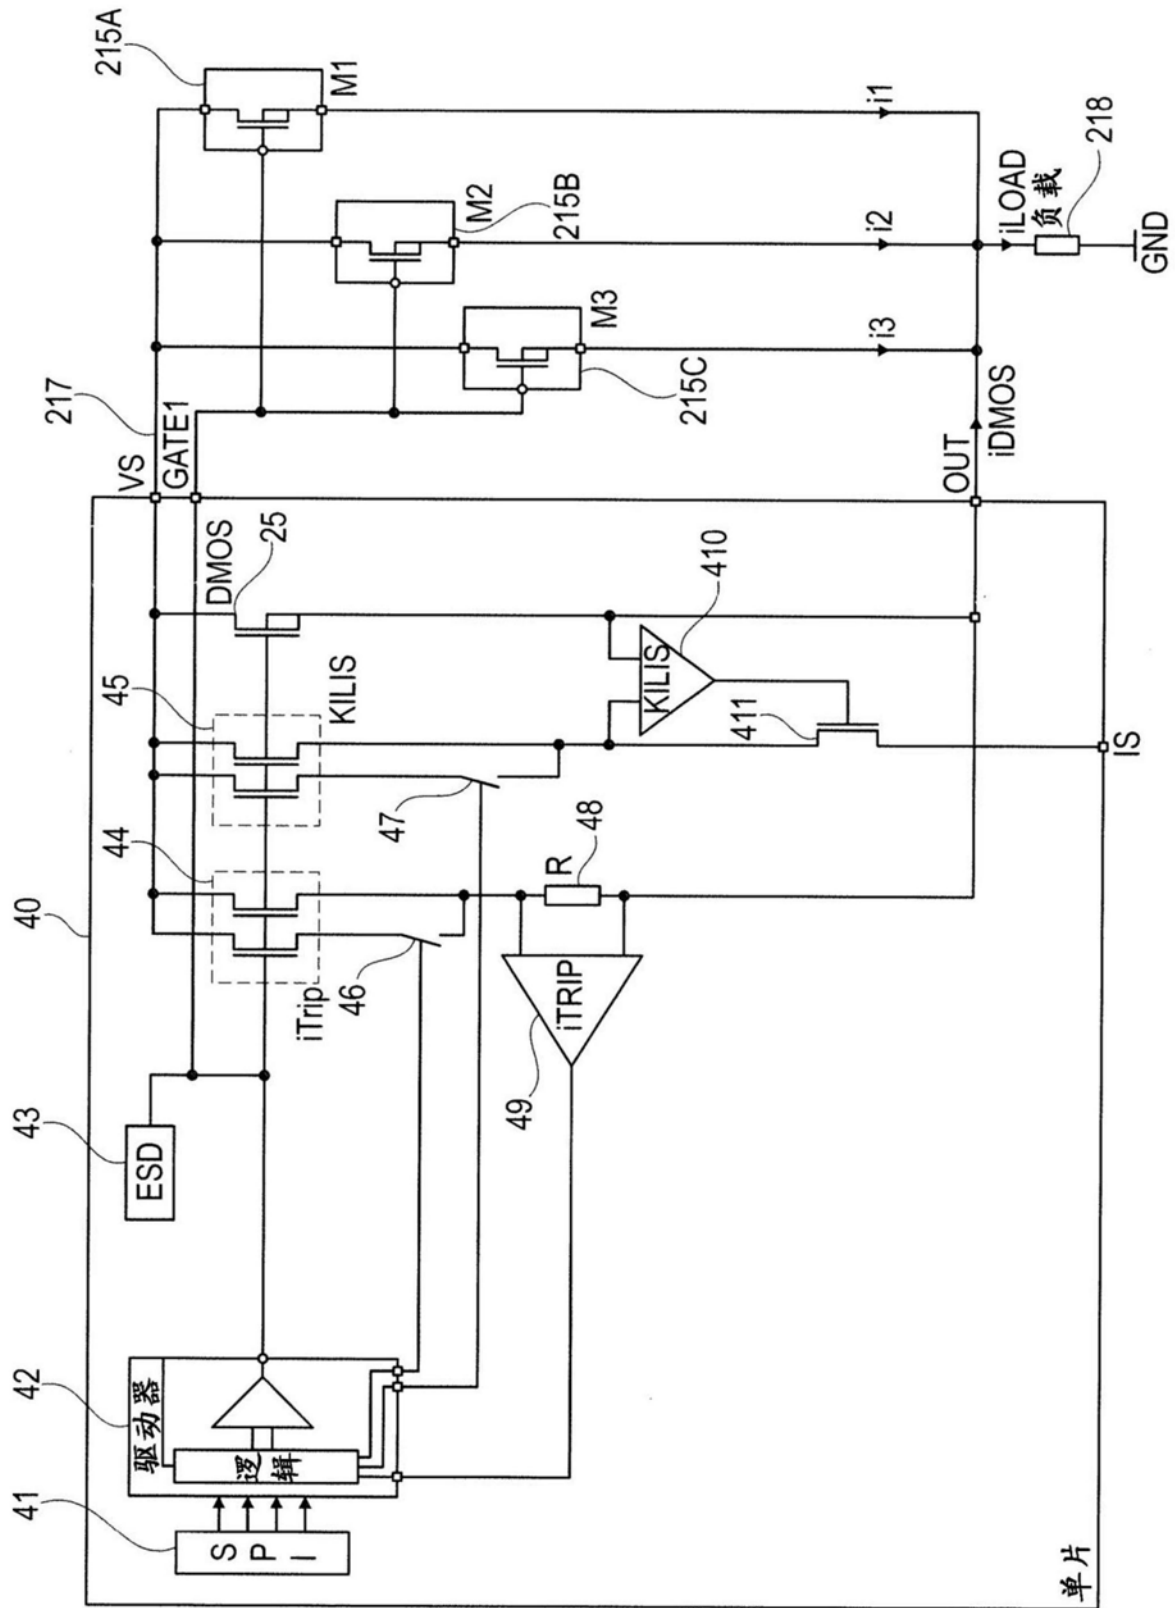 215A
M1
i1
M2
215B
i2
M3
215C
i3
217
VS
GATE1
OUT
iDMOS
iLOAD
负载
218
GND
DMOS
25
45
KILIS
44
iTrip
40
43
ESD
42
驱动器
逻辑
41
SPI
46
47
R
48
iTRIP
49
KILIS
410
411
IS
单片